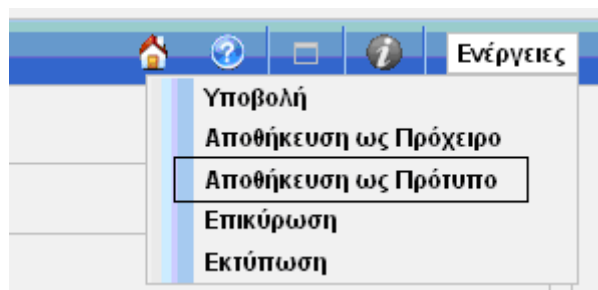 Ενέργειες
Υποβολή
Αποθήκευση ως Πρόχειρο
Αποθήκευση ως Πρότυπο
Επικύρωση
Εκτύπωση